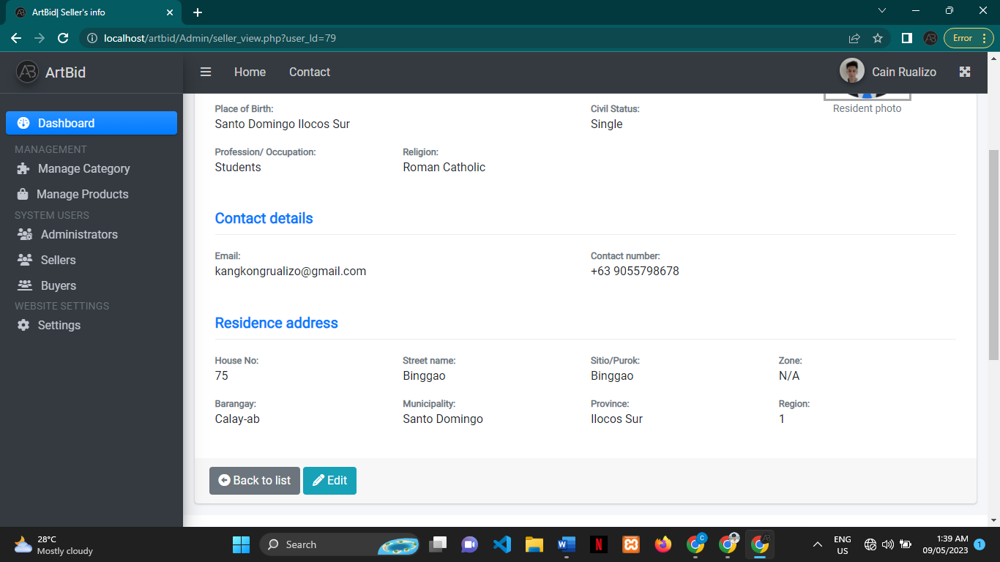 ArtBid| Seller's info
localhost/artbid/Admin/seller_view.php?user_Id=79
Error
ArtBid
Home Contact
Cain Rualizo
Dashboard
MANAGEMENT
Manage Category
Manage Products
SYSTEM USERS
Administrators
Sellers
Buyers
WEBSITE SETTINGS
Settings
Resident photo
Place of Birth: Civil Status:
Santo Domingo Ilocos Sur Single
Profession/ Occupation: Religion:
Students Roman Catholic
Contact details
Email: Contact number:
kangkongrualizo@gmail.com +63 9055798678
Residence address
House No: Street name: Sitio/Purok: Zone:
75 Binggao Binggao N/A
Barangay: Municipality: Province: Region:
Calay-ab Santo Domingo Ilocos Sur 1
Back to list Edit
28°C
Mostly cloudy
Search
ENG
US
1:39 AM
09/05/2023
1